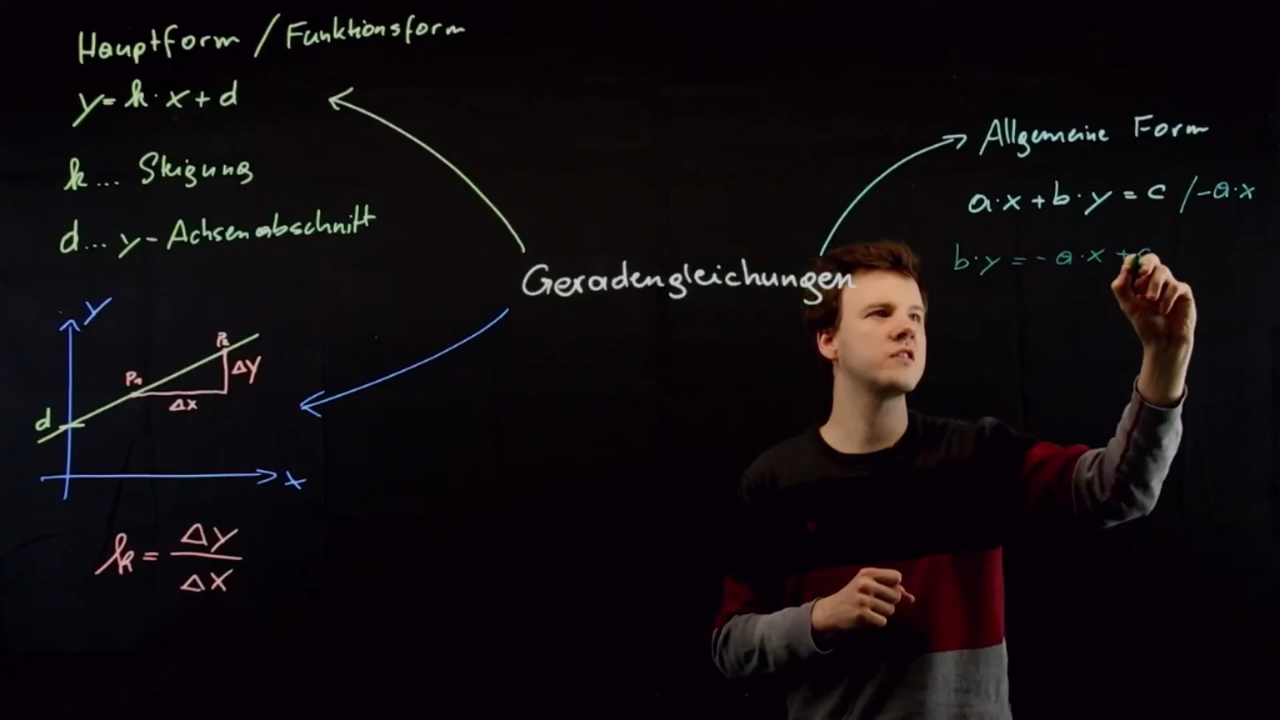 Hauptform / Funktionsform
y = k · x + d
k ... Steigung
d ... y - Achsenabschnitt
y
P₁
P₂
Δy
Δx
d
x
k = Δy / Δx
Geradengleichungen
Allgemeine Form
a · x + b · y = c / - a · x
b · y = - a · x +